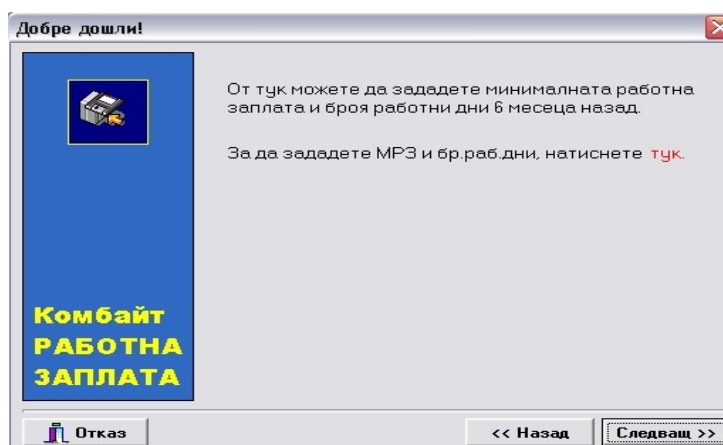 Добре дошли!
От тук можете да зададете минималната работна
заплата и броя работни дни 6 месеца назад.
За да зададете МРЗ и бр.раб.дни, натиснете тук.
Комбайт
РАБОТНА
ЗАПЛАТА
Отказ
<< Назад
Следващ >>